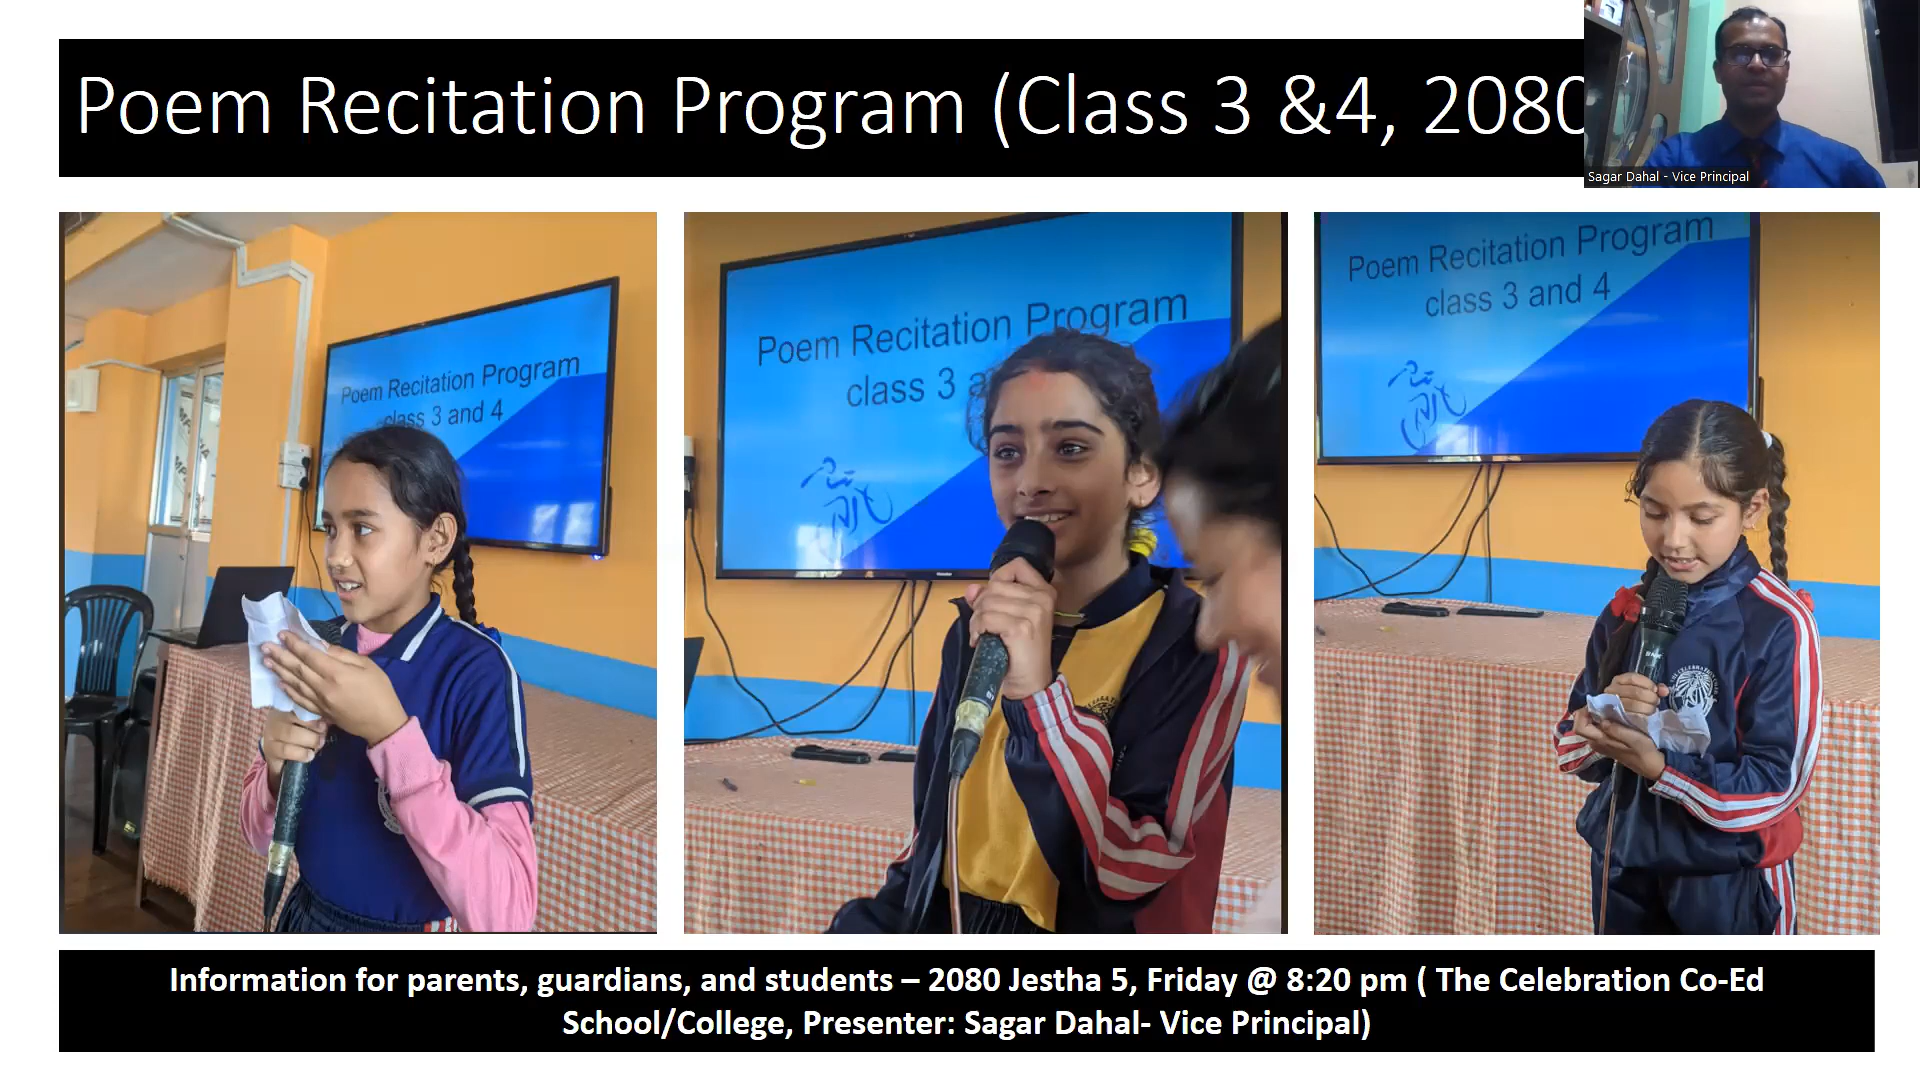 Poem Recitation Program (Class 3 &4, 2080
Sagar Dahal - Vice Principal
Poem Recitation Program
class 3 and 4
Poem Recitation Program
class 3 a
Poem Recitation Program
class 3 and 4
Information for parents, guardians, and students – 2080 Jestha 5, Friday @ 8:20 pm ( The Celebration Co-Ed
School/College, Presenter: Sagar Dahal- Vice Principal)